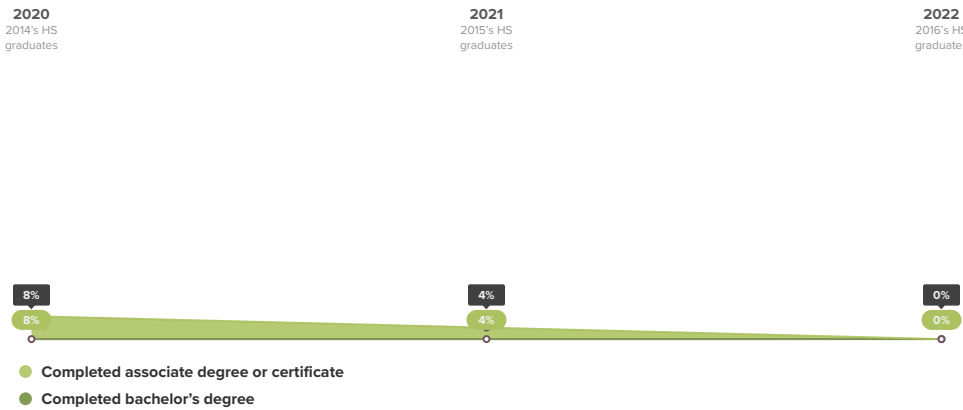 2020 2021 2022
2014's HS 2015's HS 2016's HS
graduates graduates graduate
8% 4% 0%
8% 4% 0%
Completed associate degree or certificate
Completed bachelor's degree